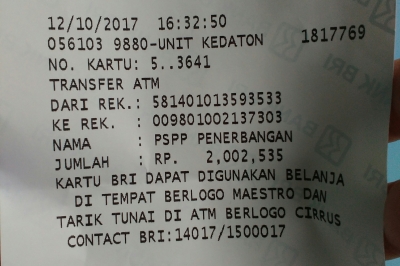 12/10/2017 16:32:50
056103 9880-UNIT KEDATON 1817769
NO. KARTU: 5..3641
TRANSFER ATM
DARI REK.: 581401013593533
KE REK. : 009801002137303
NAMA : PSPP PENERBANGAN
JUMLAH : RP. 2,002,535
KARTU BRI DAPAT DIGUNAKAN BELANJA
DI TEMPAT BERLOGO MAESTRO DAN
TARIK TUNAI DI ATM BERLOGO CIRRUS
CONTACT BRI:14017/1500017